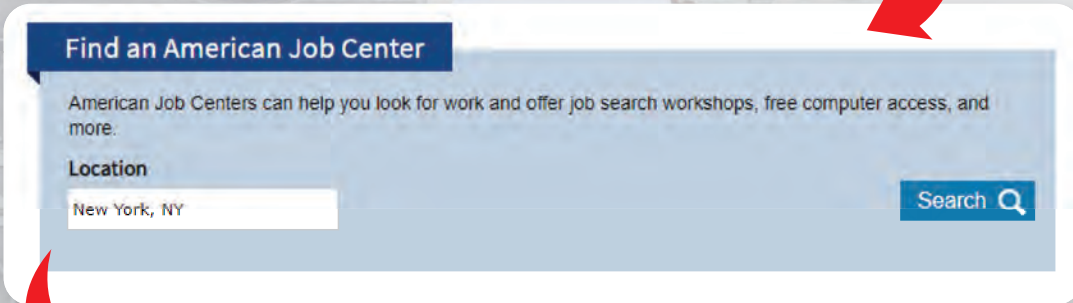 Find an American Job Center
American Job Centers can help you look for work and offer job search workshops, free computer access, and
more.
Location
New York, NY
Search